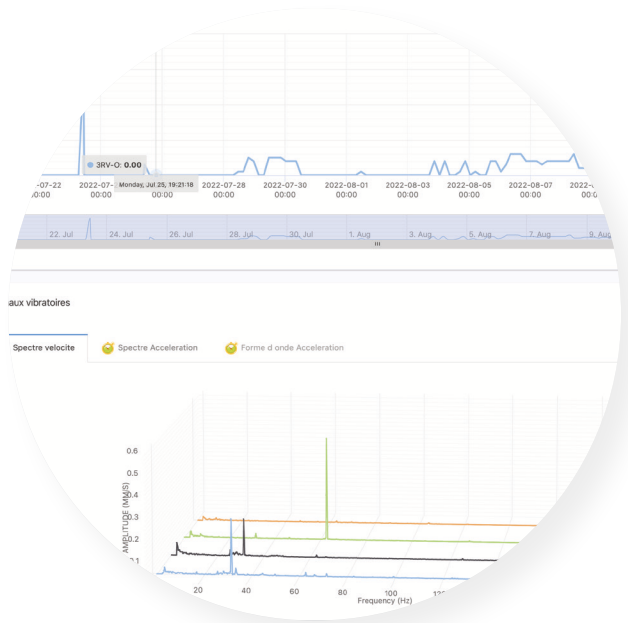 3RV-O: 0.00
Monday, Jul 25, 19:21:18
-07-22 2022-07- 2022-07-28 2022-07-30 2022-08-01 2022-08-03 2022-08-05 2022-08-07 2022-
00:00 00:00 00:00 00:00 00:00 00:00 00:00
22. Jul 24. Jul 26. Jul 28. Jul 30. Jul 1. Aug 3. Aug 5. Aug 7. Aug 9. Aug
aux vibratoires
Spectre velocite Spectre Acceleration Forme d onde Acceleration
0.6
0.5
0.4
0.3
0.2
0.1
AMPLITUDE (MM/S)
20 40 60 80 100 120
Frequency (Hz)